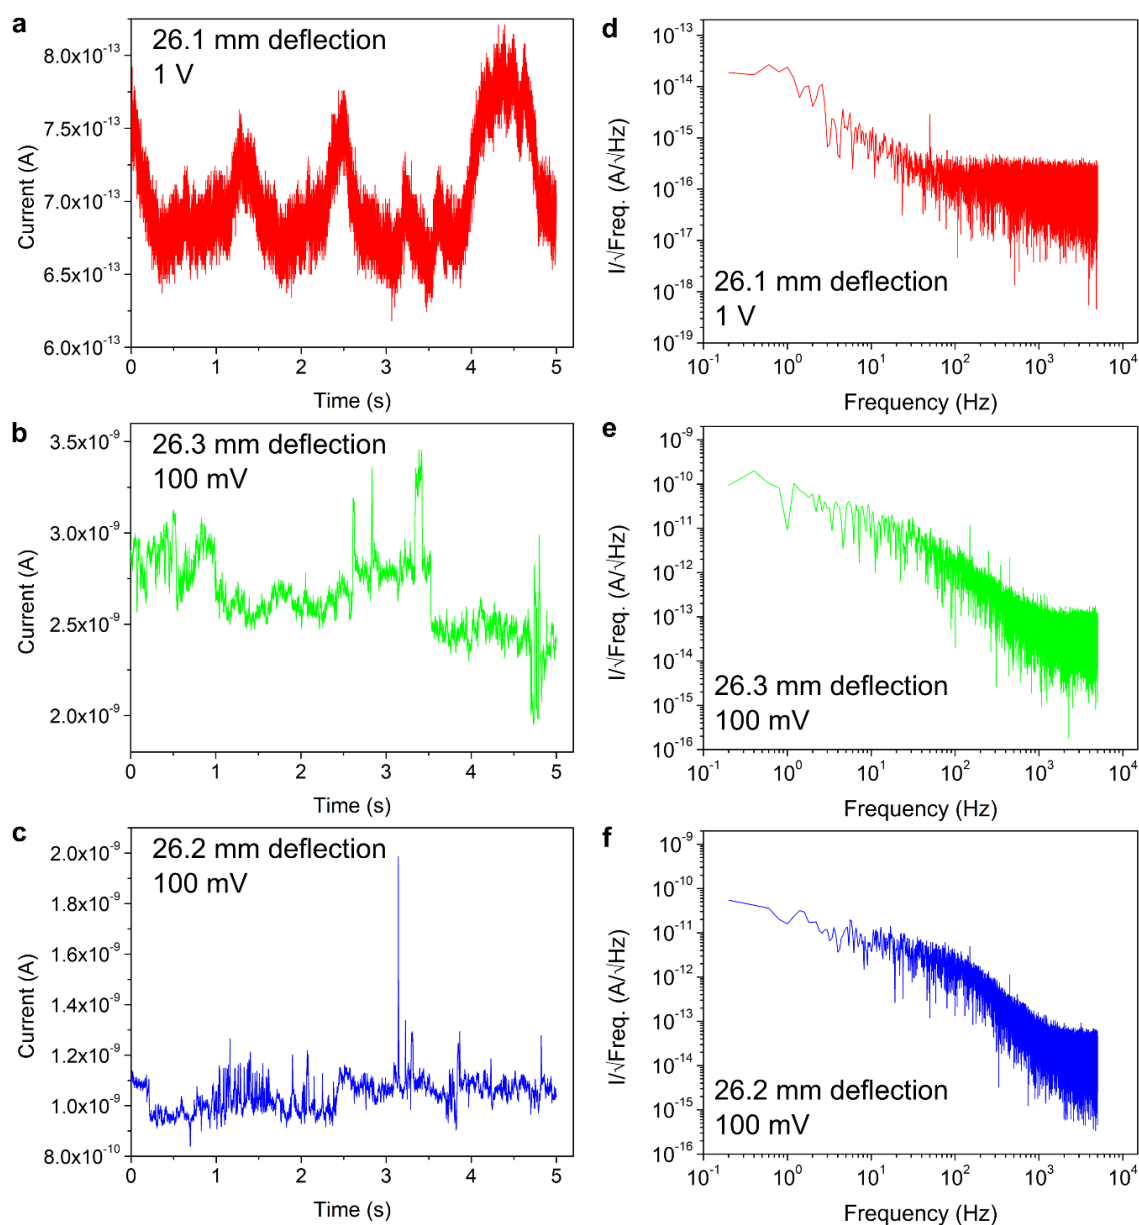 a
26.1 mm deflection
1 V
8.0x10⁻¹³
7.5x10⁻¹³
7.0x10⁻¹³
6.5x10⁻¹³
6.0x10⁻¹³
Current (A)
0 1 2 3 4 5
Time (s)
d
10⁻¹³
10⁻¹⁴
10⁻¹⁵
10⁻¹⁶
10⁻¹⁷
10⁻¹⁸
10⁻¹⁹
I/√Freq. (A/√Hz)
26.1 mm deflection
1 V
10⁻¹ 10⁰ 10¹ 10² 10³ 10⁴
Frequency (Hz)
b
26.3 mm deflection
100 mV
3.5x10⁻⁹
3.0x10⁻⁹
2.5x10⁻⁹
2.0x10⁻⁹
Current (A)
0 1 2 3 4 5
Time (s)
e
10⁻⁹
10⁻¹⁰
10⁻¹¹
10⁻¹²
10⁻¹³
10⁻¹⁴
10⁻¹⁵
10⁻¹⁶
I/√Freq. (A/√Hz)
26.3 mm deflection
100 mV
10⁻¹ 10⁰ 10¹ 10² 10³ 10⁴
Frequency (Hz)
c
26.2 mm deflection
100 mV
2.0x10⁻⁹
1.8x10⁻⁹
1.6x10⁻⁹
1.4x10⁻⁹
1.2x10⁻⁹
1.0x10⁻⁹
8.0x10⁻¹⁰
Current (A)
0 1 2 3 4 5
Time (s)
f
10⁻⁹
10⁻¹⁰
10⁻¹¹
10⁻¹²
10⁻¹³
10⁻¹⁴
10⁻¹⁵
10⁻¹⁶
I/√Freq. (A/√Hz)
26.2 mm deflection
100 mV
10⁻¹ 10⁰ 10¹ 10² 10³ 10⁴
Frequency (Hz)